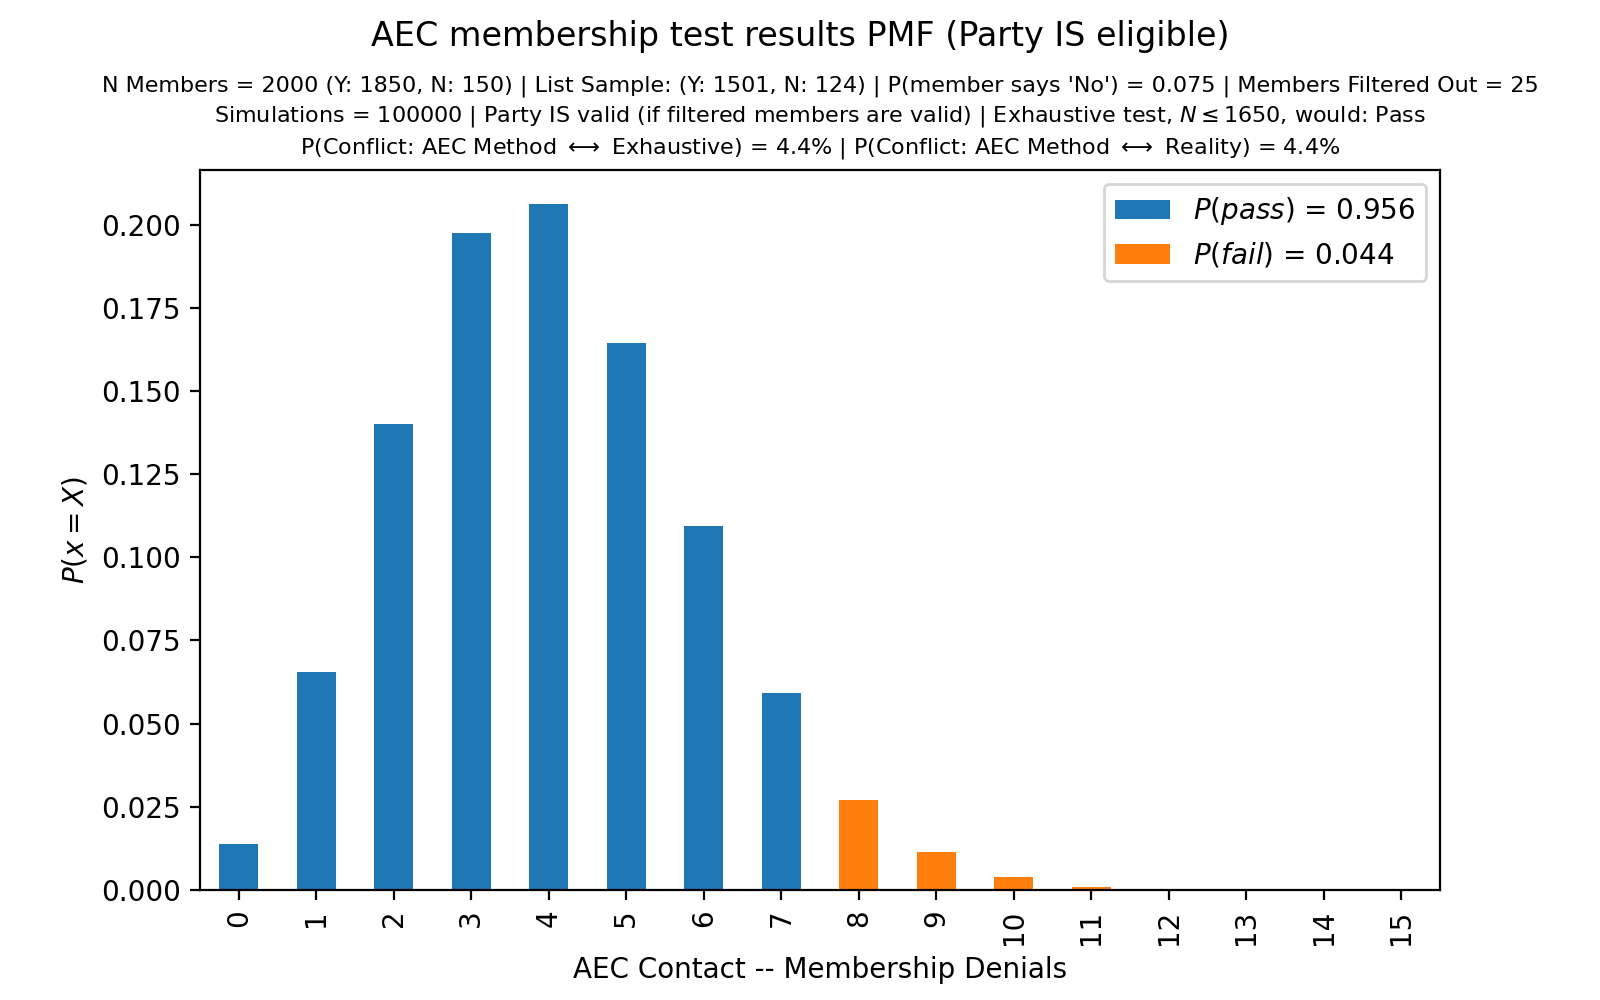 AEC membership test results PMF (Party IS eligible)
N Members = 2000 (Y: 1850, N: 150) | List Sample: (Y: 1501, N: 124) | P(member says 'No') = 0.075 | Members Filtered Out = 25
Simulations = 100000 | Party IS valid (if filtered members are valid) | Exhaustive test, N ≤ 1650, would: Pass
P(Conflict: AEC Method ⟷ Exhaustive) = 4.4% | P(Conflict: AEC Method ⟷ Reality) = 4.4%
P(pass) = 0.956
P(fail) = 0.044
P(x = X)
0.200
0.175
0.150
0.125
0.100
0.075
0.050
0.025
0.000
0 1 2 3 4 5 6 7 8 9 10 11 12 13 14 15
AEC Contact -- Membership Denials